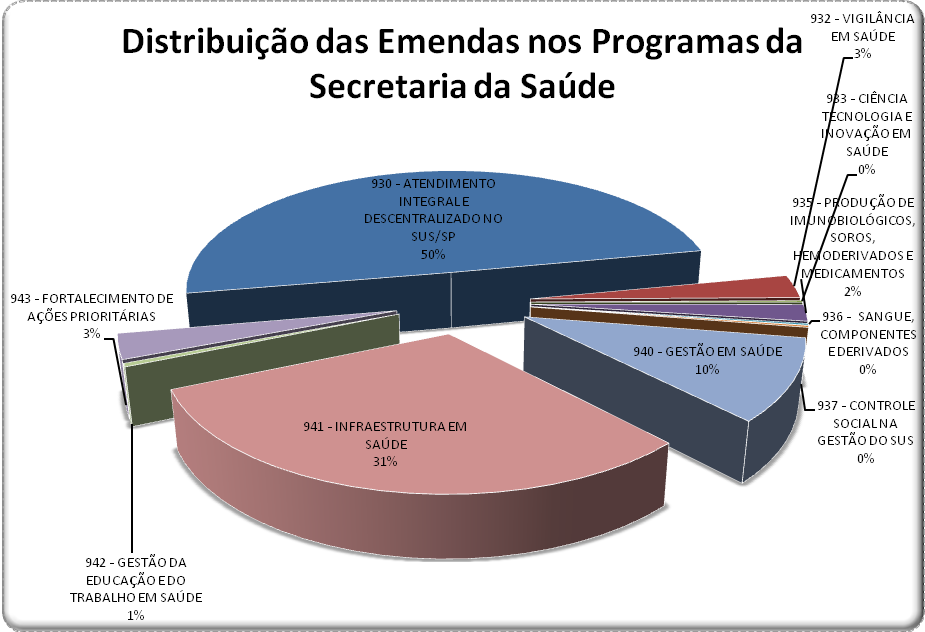 Distribuição das Emendas nos Programas da
Secretaria da Saúde
932 - VIGILÂNCIA
EM SAÚDE
3%
933 - CIÊNCIA
TECNOLOGIA E
INOVAÇÃO EM
SAÚDE
0%
930 - ATENDIMENTO
INTEGRAL E
DESCENTRALIZADO NO
SUS/SP
50%
935 - PRODUÇÃO DE
IMUNOBIOLÓGICOS,
SOROS,
HEMODERIVADOS E
MEDICAMENTOS
2%
943 - FORTALECIMENTO DE
AÇÕES PRIORITÁRIAS
3%
936 - SANGUE,
COMPONENTES
E DERIVADOS
0%
940 - GESTÃO EM SAÚDE
10%
937 - CONTROLE
SOCIAL NA
GESTÃO DO SUS
0%
941 - INFRAESTRUTURA EM
SAÚDE
31%
942 - GESTÃO DA
EDUCAÇÃO E DO
TRABALHO EM SAÚDE
1%